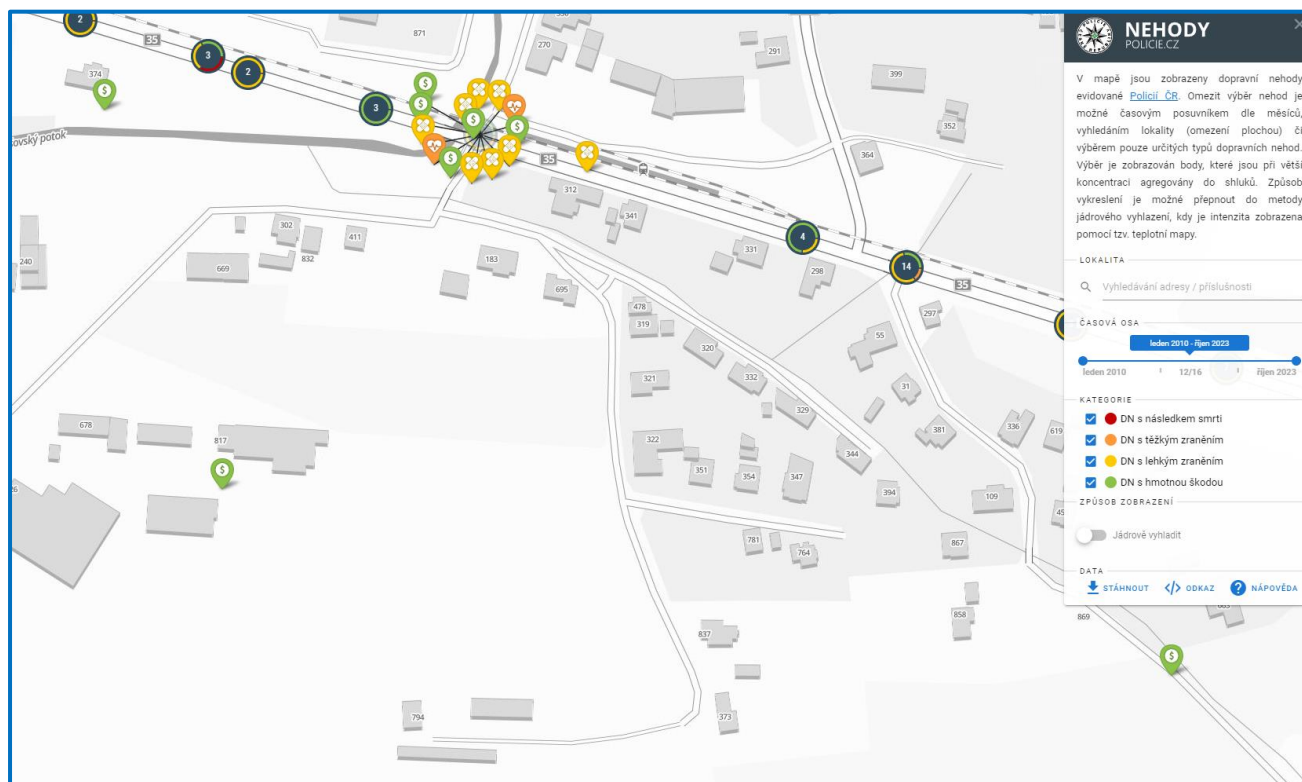 NEHODY
POLICIE.CZ
V mapě jsou zobrazeny dopravní nehody
evidované Policií ČR. Omezit výběr nehod je
možné časovým posuvníkem dle měsíců,
vyhledáním lokality (omezení plochou) či
výběrem pouze určitých typů dopravních nehod.
Výběr je zobrazován body, které jsou při větší
koncentraci agregovány do shluků. Způsob
vykreslení je možné přepnout do metody
jádrového vyhlazení, kdy je intenzita zobrazena
pomocí tzv. teplotní mapy.
LOKALITA
Vyhledávání adresy / příslušnosti
ČASOVÁ OSA
leden 2010 - říjen 2023
leden 2010 12/16 říjen 2023
KATEGORIE
DN s následkem smrti
DN s těžkým zraněním
DN s lehkým zraněním
DN s hmotnou škodou
ZPŮSOB ZOBRAZENÍ
Jádrově vyhladit
DATA
STÁHNOUT </> ODKAZ ? NÁPOVĚDA
2
35
871
270
291
399
3
2
374
3
352
364
35
312
341
302
411
832
240
669
183
695
331
4
298
14
35
297
478
319
320
55
321
332
31
329
336
619
381
678
817
322
351
354
347
344
394
109
781
764
867
858
869
837
794
373
potok